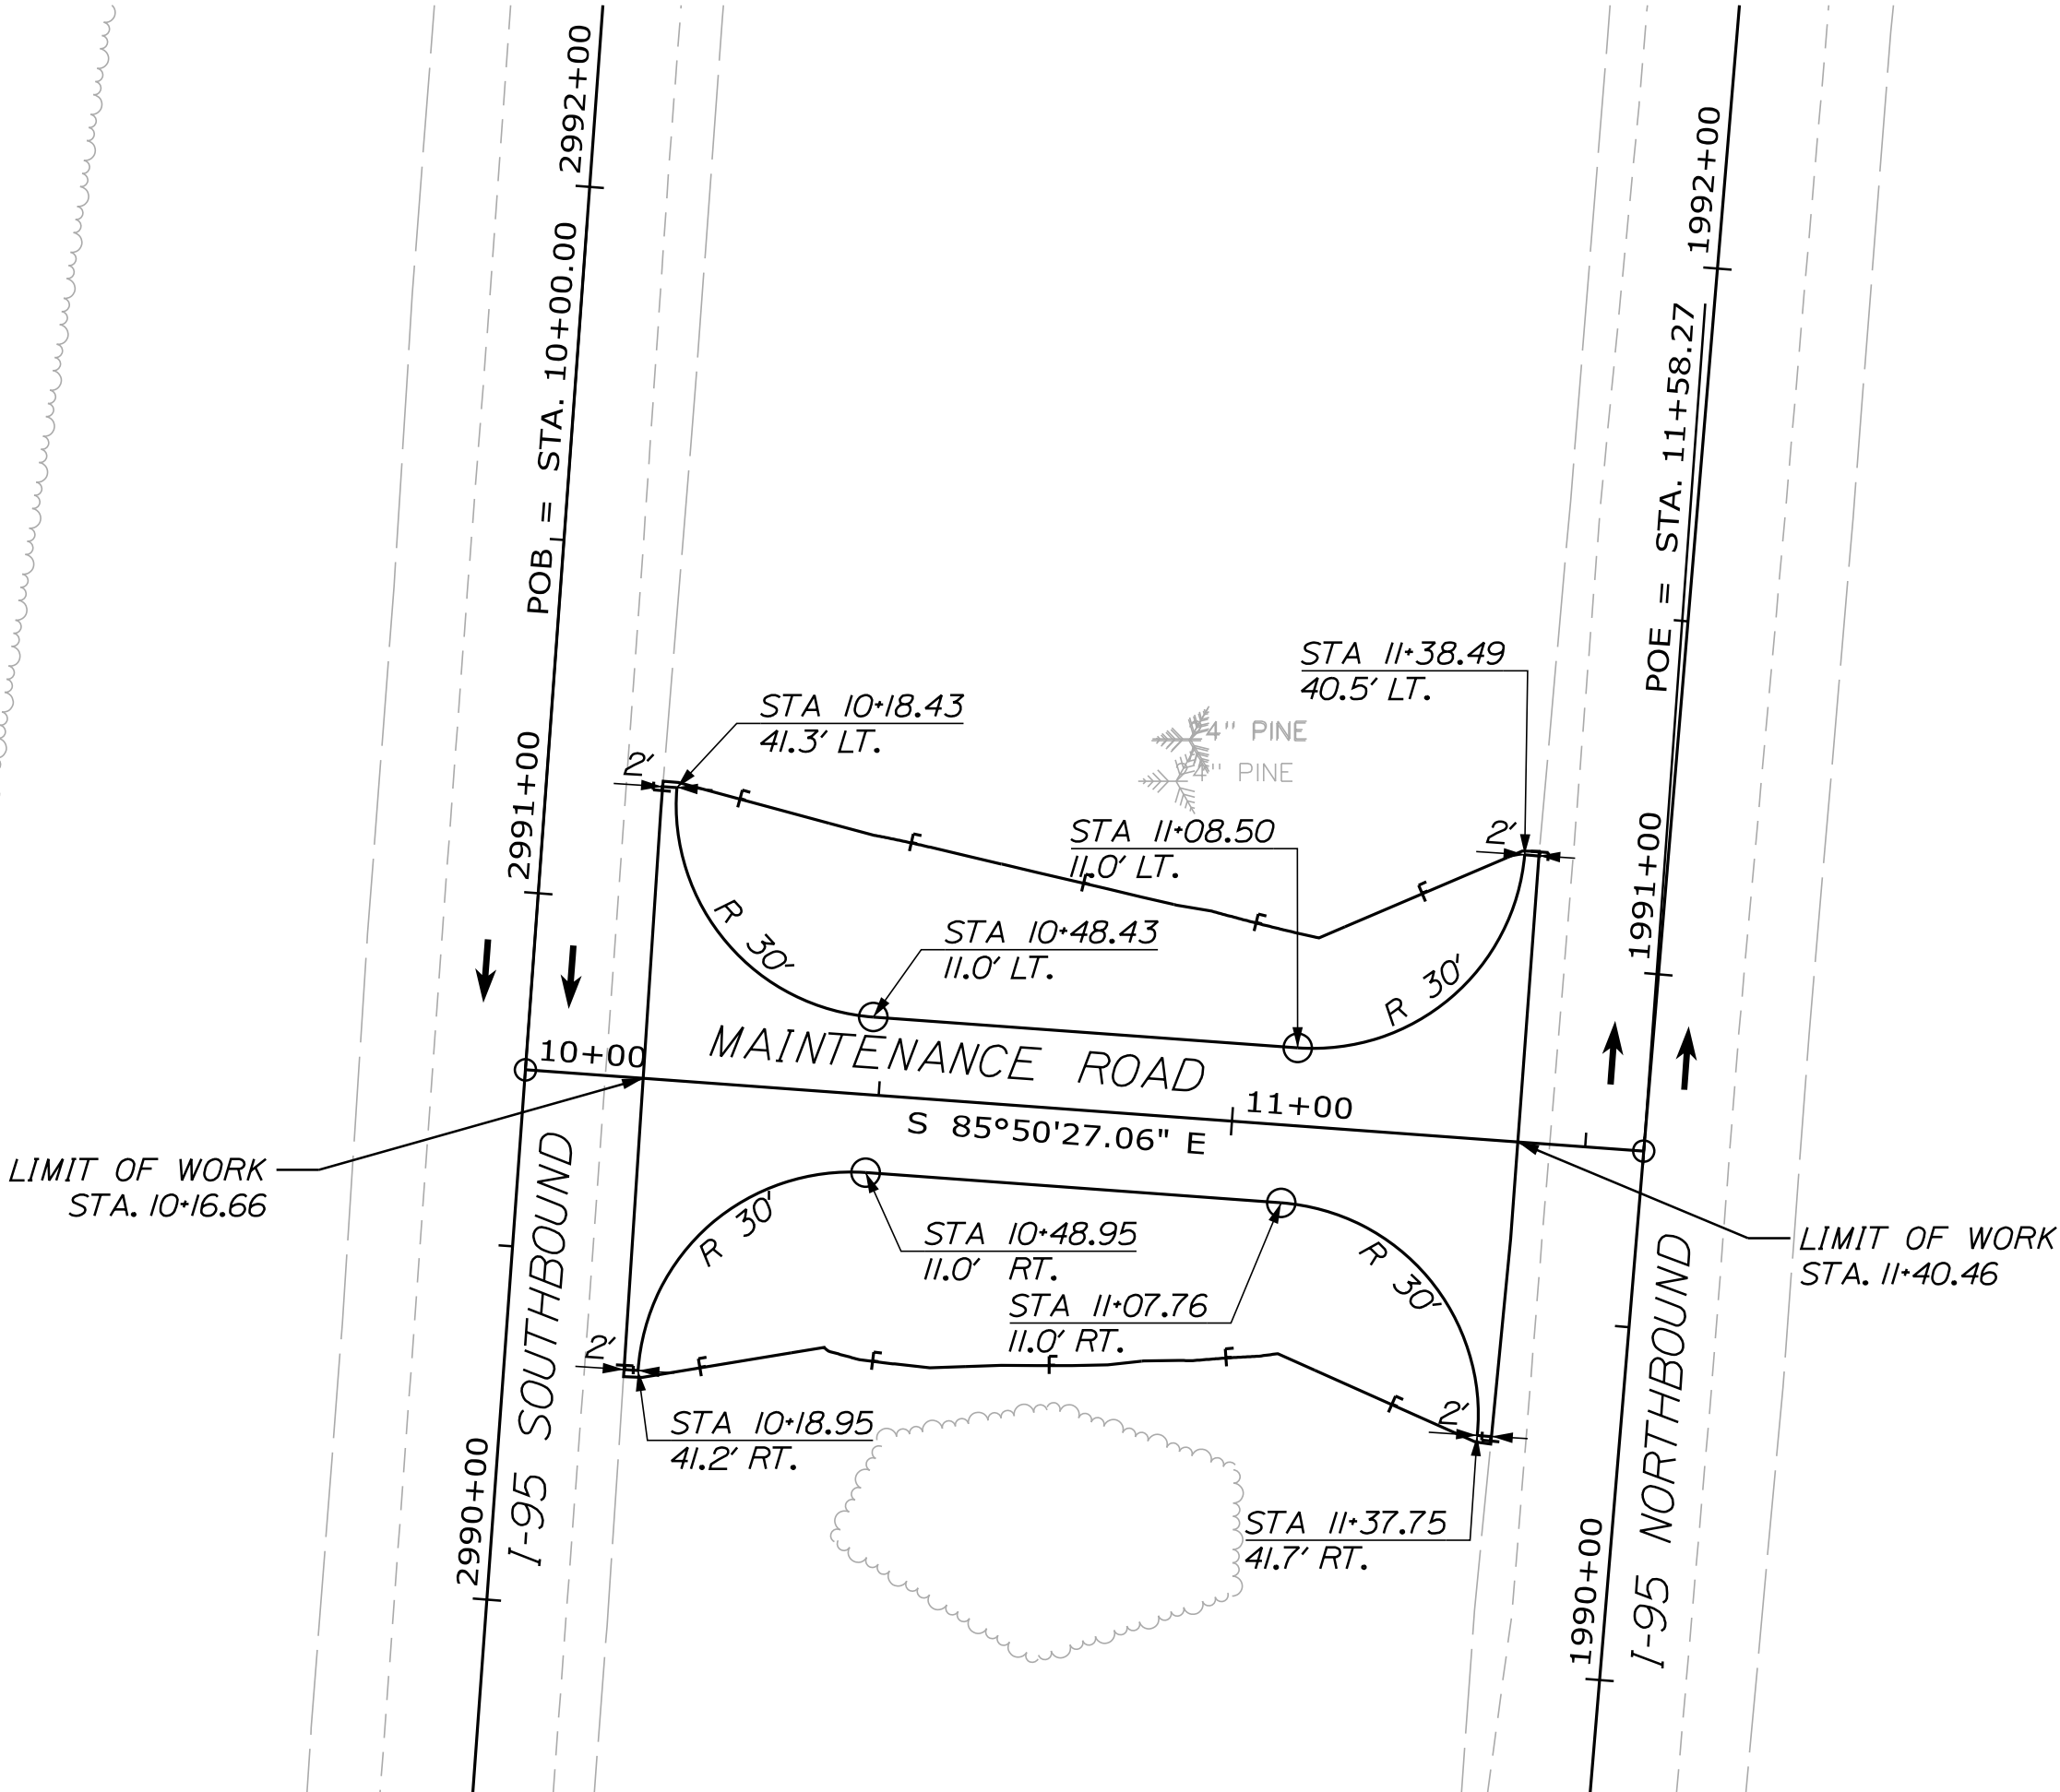 2992+00
POB = STA. 10+00.00
2991+00
2990+00
I-95 SOUTHBOUND
1992+00
POE = STA. 11+58.27
1991+00
1990+00
I-95 NORTHBOUND
STA 11+38.49
40.5' LT.
STA 10+18.43
41.3' LT.
2'
4" PINE
4" PINE
STA 11+08.50
11.0' LT.
2'
R 30'
STA 10+48.43
11.0' LT.
R 30'
10+00
MAINTENANCE ROAD
11+00
S 85°50'27.06" E
LIMIT OF WORK
STA. 10+16.66
LIMIT OF WORK
STA. 11+40.46
R 30'
STA 10+48.95
11.0' RT.
R 30'
STA 11+07.76
11.0' RT.
2'
STA 10+18.95
41.2' RT.
2'
STA 11+37.75
41.7' RT.